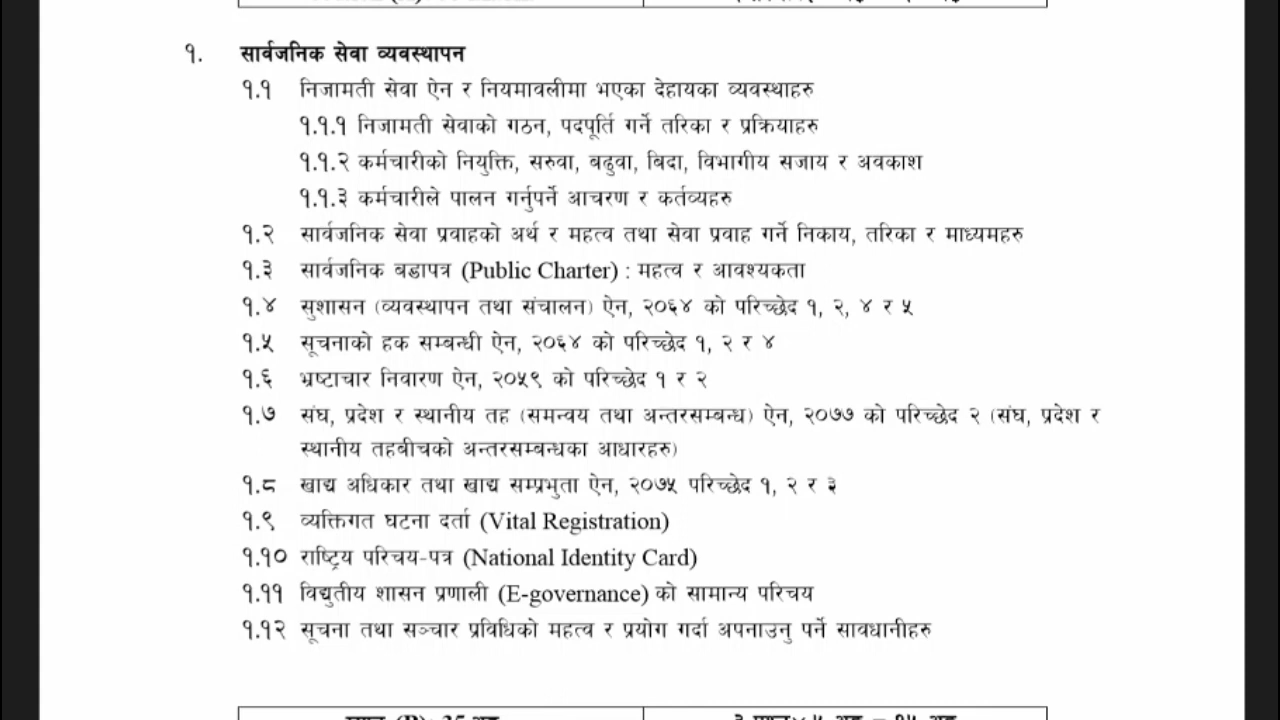 १. सार्वजनिक सेवा व्यवस्थापन
१.१ निजामती सेवा ऐन र नियमावलीमा भएका देहायका व्यवस्थाहरु
१.१.१ निजामती सेवाको गठन, पदपूर्ति गर्ने तरिका र प्रक्रियाहरु
१.१.२ कर्मचारीको नियुक्ति, सरुवा, बढुवा, बिदा, विभागीय सजाय र अवकाश
१.१.३ कर्मचारीले पालन गर्नुपर्ने आचरण र कर्तव्यहरु
१.२ सार्वजनिक सेवा प्रवाहको अर्थ र महत्व तथा सेवा प्रवाह गर्ने निकाय, तरिका र माध्यमहरु
१.३ सार्वजनिक बडापत्र (Public Charter) : महत्व र आवश्यकता
१.४ सुशासन (व्यवस्थापन तथा संचालन) ऐन, २०६४ को परिच्छेद १, २, ४ र ५
१.५ सूचनाको हक सम्बन्धी ऐन, २०६४ को परिच्छेद १, २ र ४
१.६ भ्रष्टाचार निवारण ऐन, २०५९ को परिच्छेद १ र २
१.७ संघ, प्रदेश र स्थानीय तह (समन्वय तथा अन्तरसम्बन्ध) ऐन, २०७७ को परिच्छेद २ (संघ, प्रदेश र
स्थानीय तहबीचको अन्तरसम्बन्धका आधारहरु)
१.८ खाद्य अधिकार तथा खाद्य सम्प्रभुता ऐन, २०७५ परिच्छेद १, २ र ३
१.९ व्यक्तिगत घटना दर्ता (Vital Registration)
१.१० राष्ट्रिय परिचय-पत्र (National Identity Card)
१.११ विद्युतीय शासन प्रणाली (E-governance) को सामान्य परिचय
१.१२ सूचना तथा सञ्चार प्रविधिको महत्व र प्रयोग गर्दा अपनाउनु पर्ने सावधानीहरु